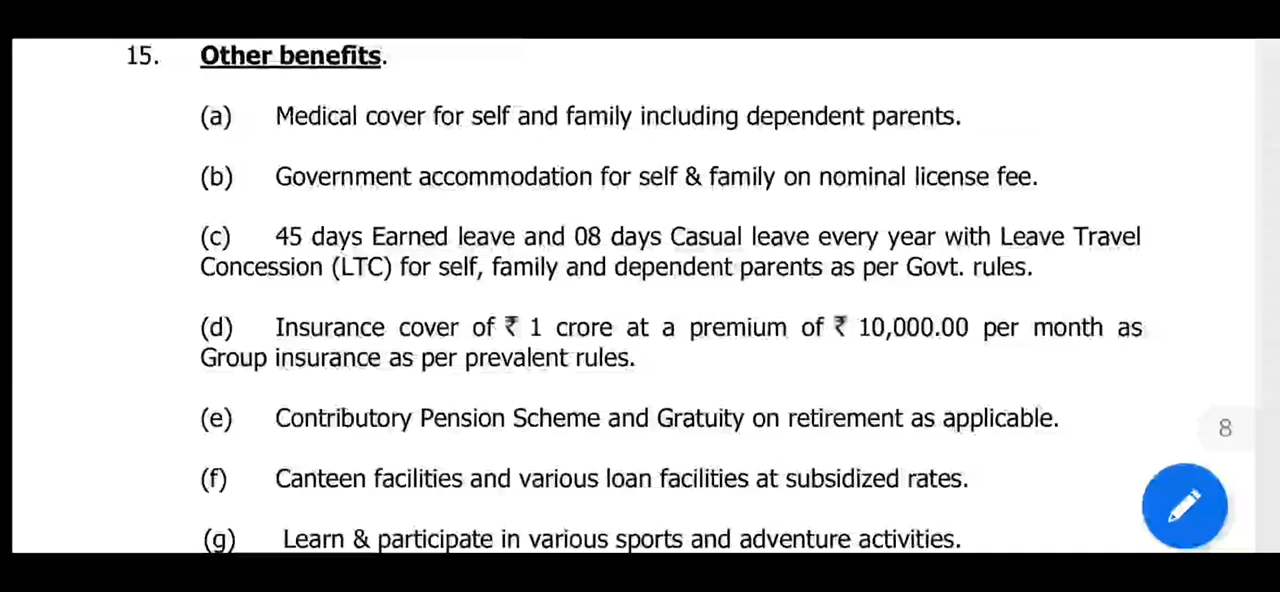 15. Other benefits.
(a) Medical cover for self and family including dependent parents.
(b) Government accommodation for self & family on nominal license fee.
(c) 45 days Earned leave and 08 days Casual leave every year with Leave Travel
Concession (LTC) for self, family and dependent parents as per Govt. rules.
(d) Insurance cover of ₹ 1 crore at a premium of ₹ 10,000.00 per month as
Group insurance as per prevalent rules.
(e) Contributory Pension Scheme and Gratuity on retirement as applicable.
8
(f) Canteen facilities and various loan facilities at subsidized rates.
(g) Learn & participate in various sports and adventure activities.